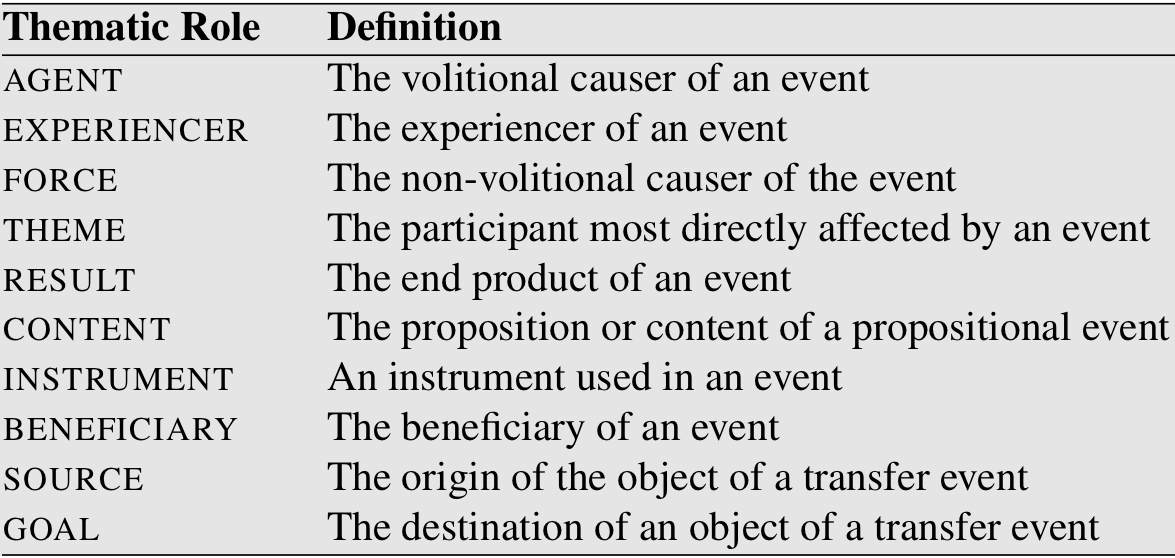 Thematic Role Definition
AGENT The volitional causer of an event
EXPERIENCER The experiencer of an event
FORCE The non-volitional causer of the event
THEME The participant most directly affected by an event
RESULT The end product of an event
CONTENT The proposition or content of a propositional event
INSTRUMENT An instrument used in an event
BENEFICIARY The beneficiary of an event
SOURCE The origin of the object of a transfer event
GOAL The destination of an object of a transfer event